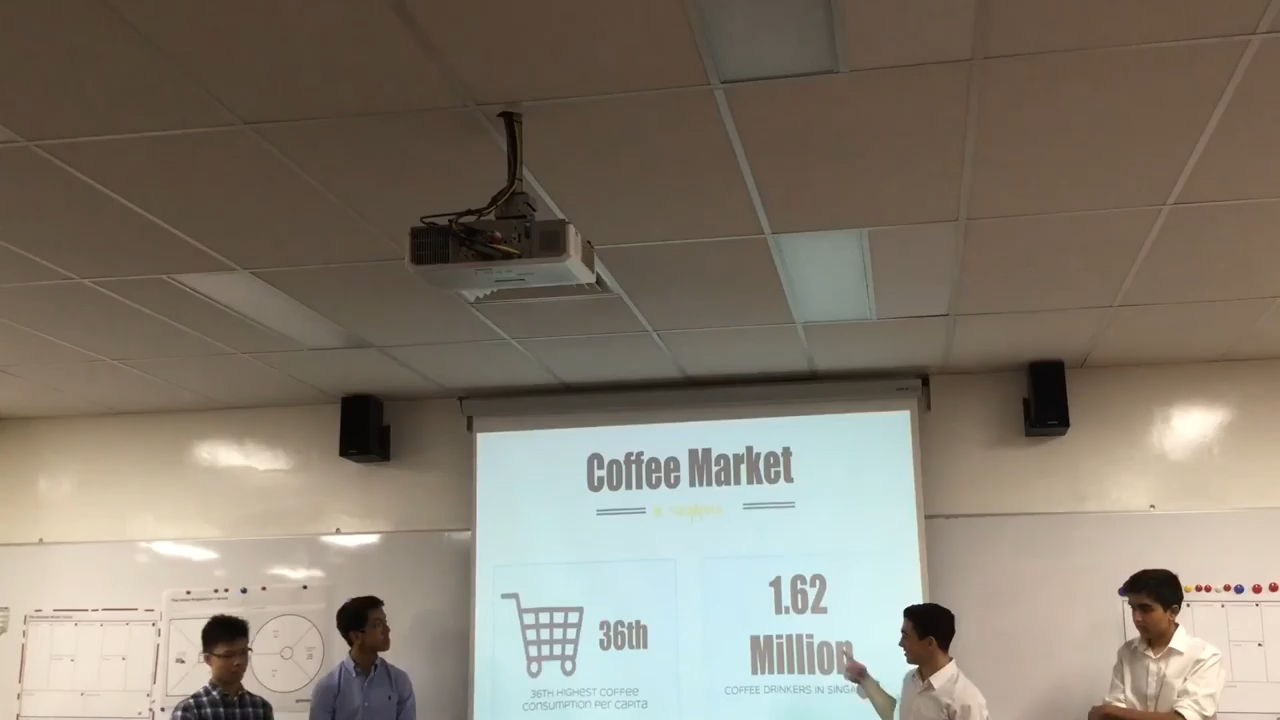 Coffee Market
36th
36TH HIGHEST COFFEE
CONSUMPTION PER CAPITA
1.62
Million
COFFEE DRINKERS IN SINGA